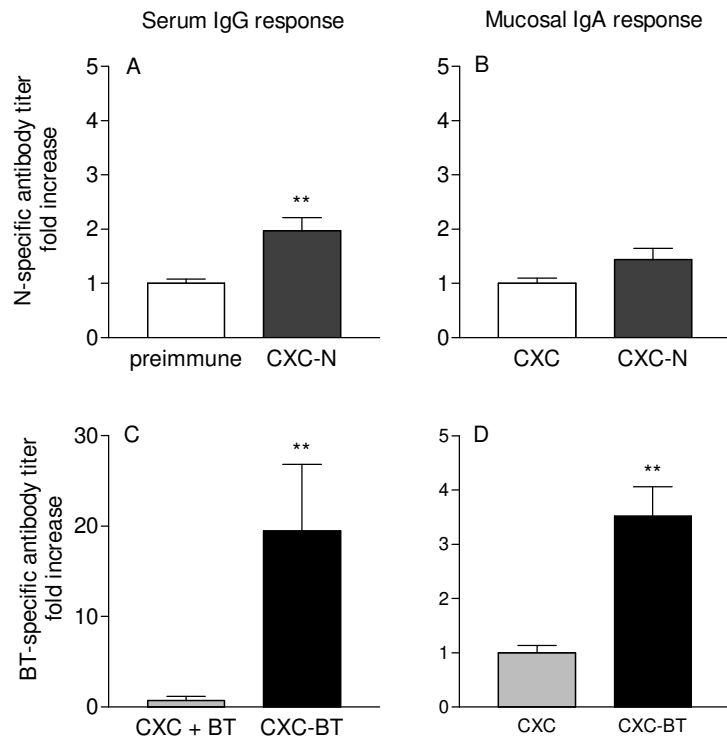 Serum IgG response
Mucosal IgA response
N-specific antibody titer
fold increase
A
5
4
3
2
1
0
**
preimmune
CXC-N
B
5
4
3
2
1
0
CXC
CXC-N
BT-specific antibody titer
fold increase
C
30
20
10
0
**
CXC + BT
CXC-BT
D
5
4
3
2
1
0
**
CXC
CXC-BT